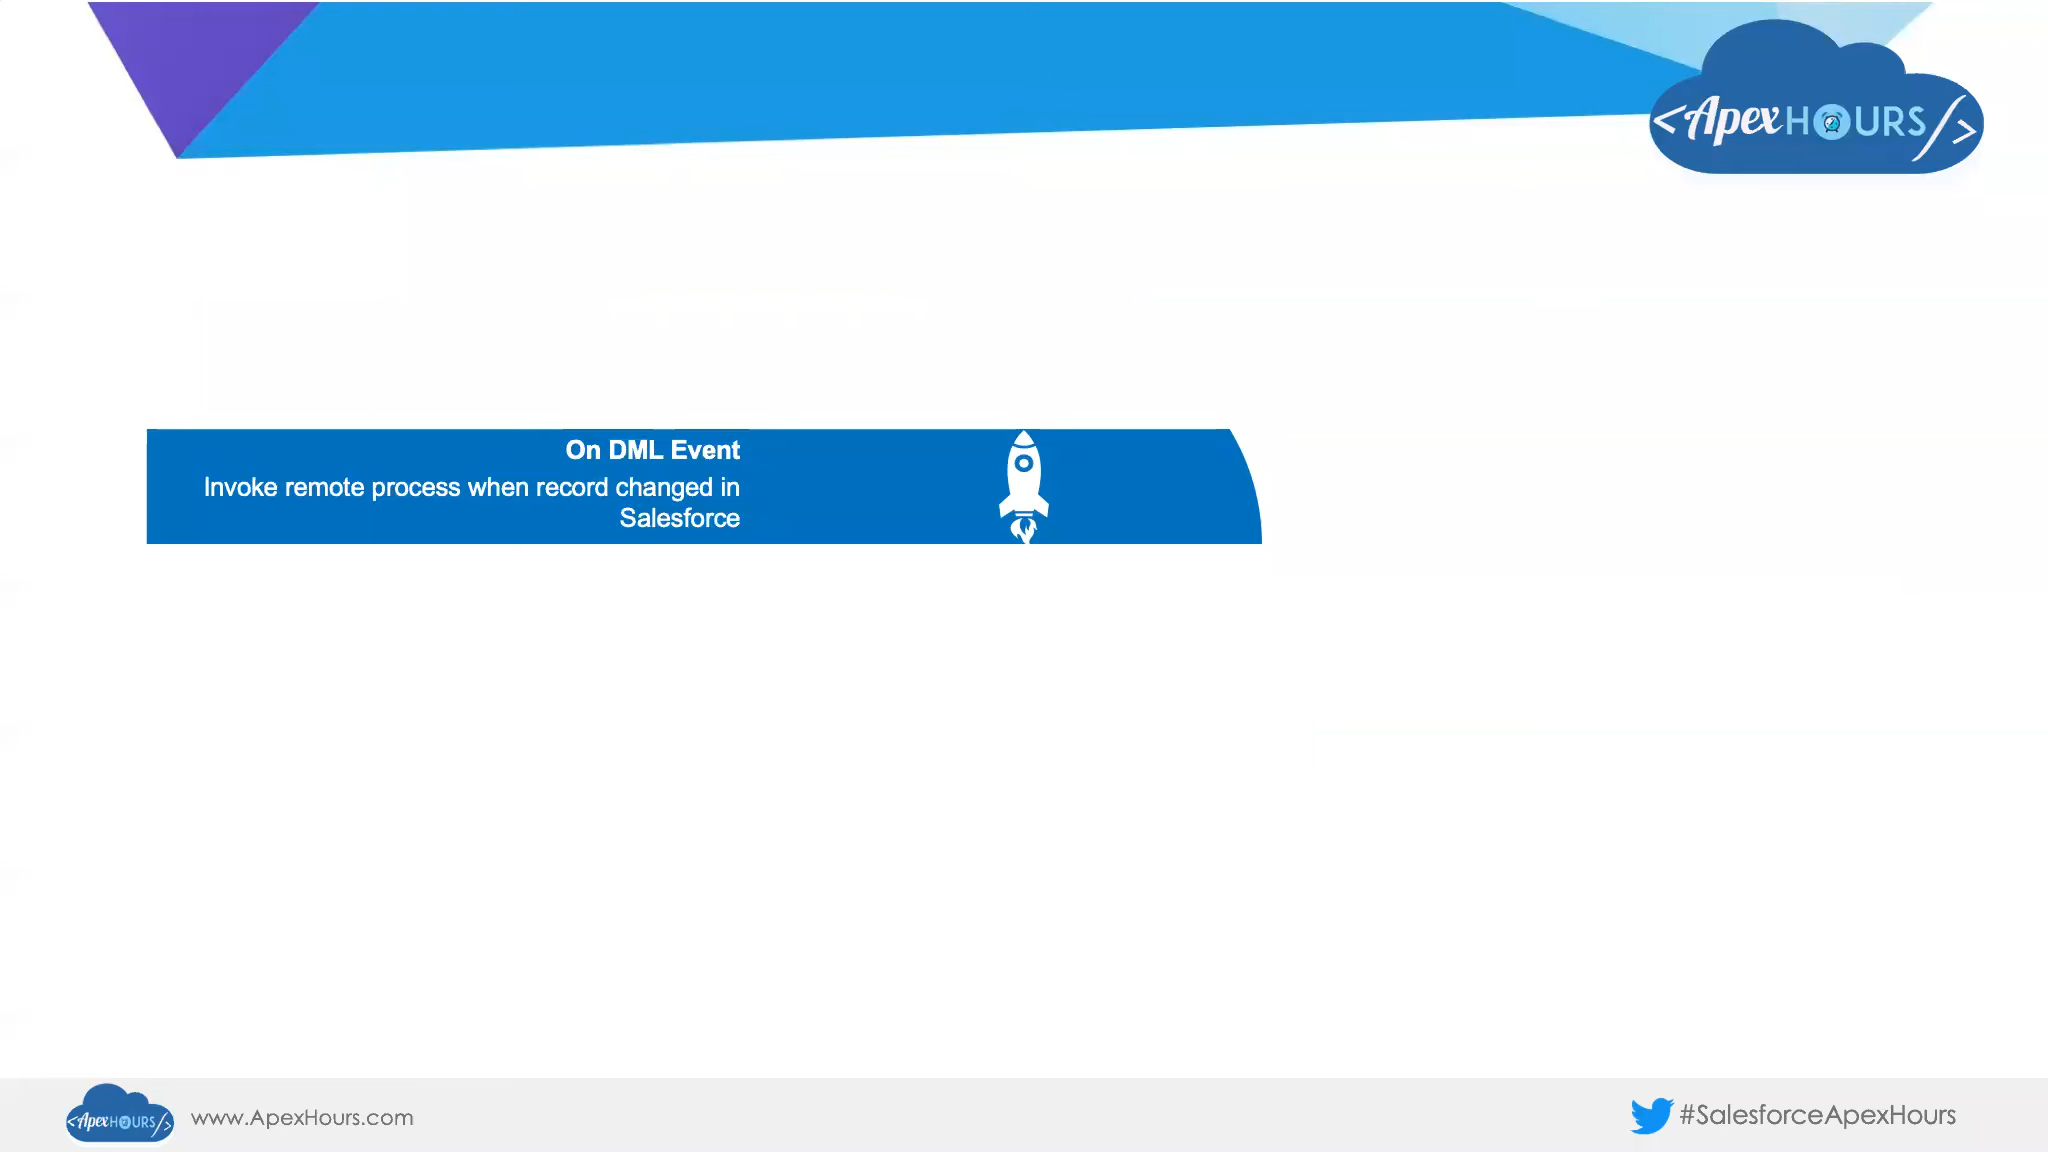 <ApexHOURS/>
On DML Event
Invoke remote process when record changed in
Salesforce
<ApexHOURS/>
www.ApexHours.com
#SalesforceApexHours